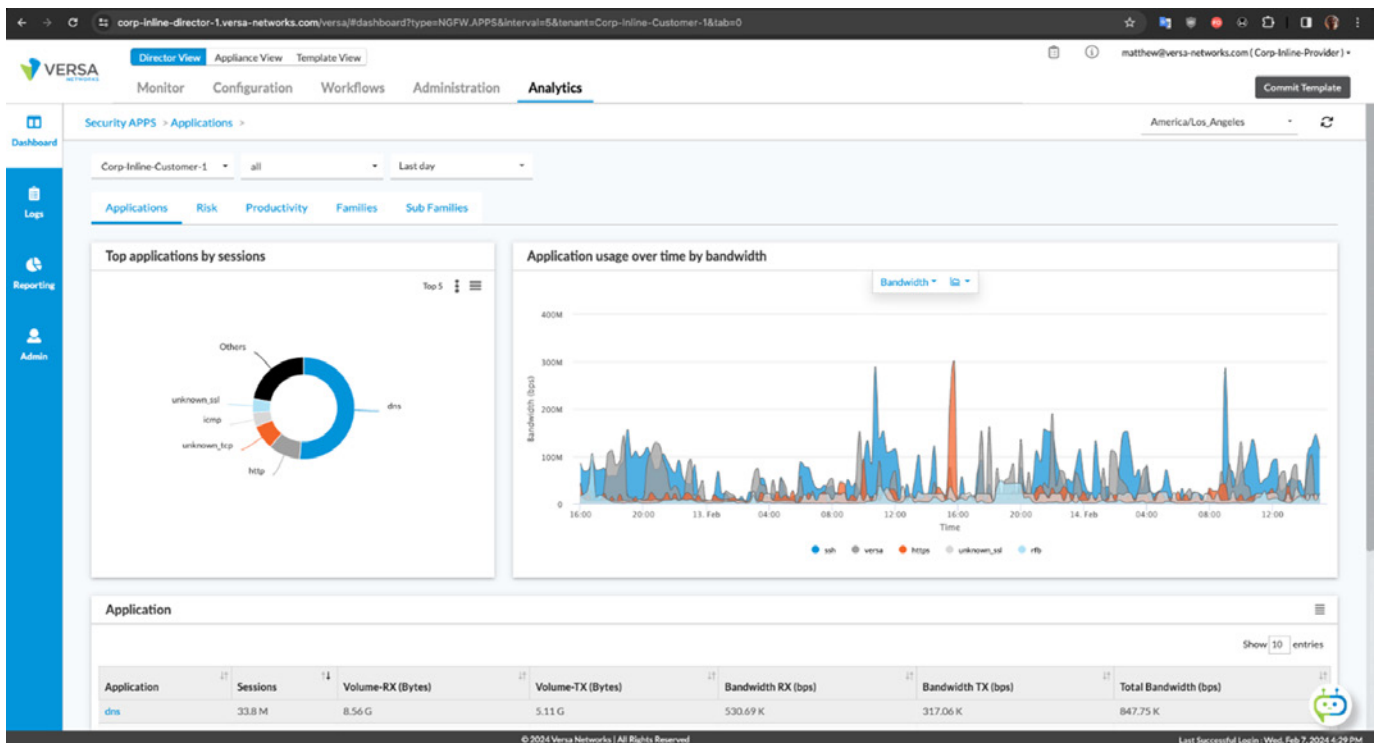 corp-inline-director-1.versa-networks.com/versa/#dashboard?type=NGFW.APPS&interval=5&tenant=Corp-Inline-Customer-1&tab=0
VERSA
NETWORKS
Director View Appliance View Template View
matthew@versa-networks.com ( Corp-Inline-Provider )
Monitor Configuration Workflows Administration Analytics
Commit Template
Dashboard
Logs
Reporting
Admin
Security APPS > Applications >
America/Los_Angeles
Corp-Inline-Customer-1 all Last day
Applications Risk Productivity Families Sub Families
Top applications by sessions
Top 5
Others
unknown_ssl
icmp
unknown_tcp
http
dns
Application usage over time by bandwidth
Bandwidth
400M
300M
200M
100M
0
Bandwidth (bps)
16:00 20:00 13. Feb 04:00 08:00 12:00 16:00 20:00 14. Feb 04:00 08:00 12:00
Time
ssh versa https unknown_ssl rfb
Application
Show 10 entries
Application Sessions Volume-RX (Bytes) Volume-TX (Bytes) Bandwidth RX (bps) Bandwidth TX (bps) Total Bandwidth (bps)
dns 33.8 M 8.56 G 5.11 G 530.69 K 317.06 K 847.75 K
© 2024 Versa Networks | All Rights Reserved
Last Successful Login : Wed, Feb 7, 2024 4:29 PM